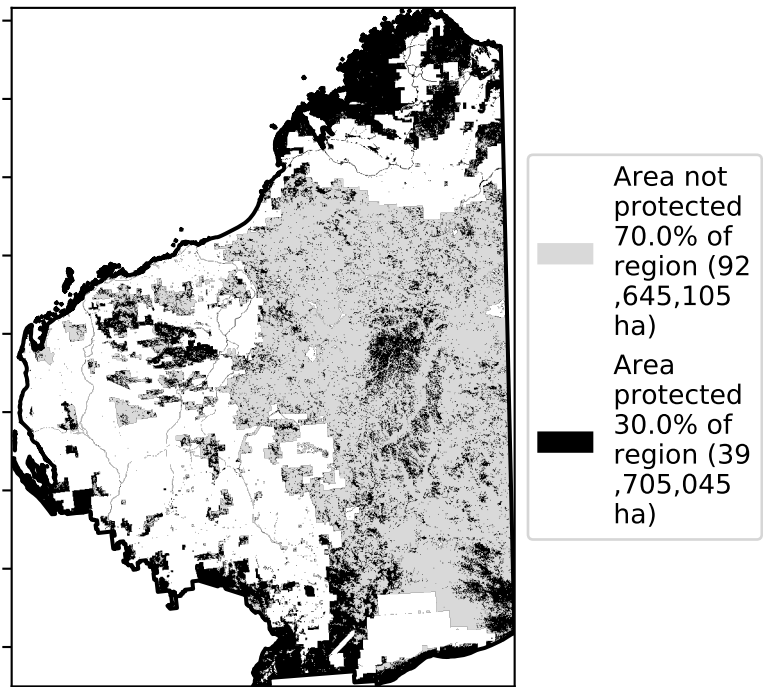 Area not
protected
70.0% of
region (92
,645,105
ha)
Area
protected
30.0% of
region (39
,705,045
ha)